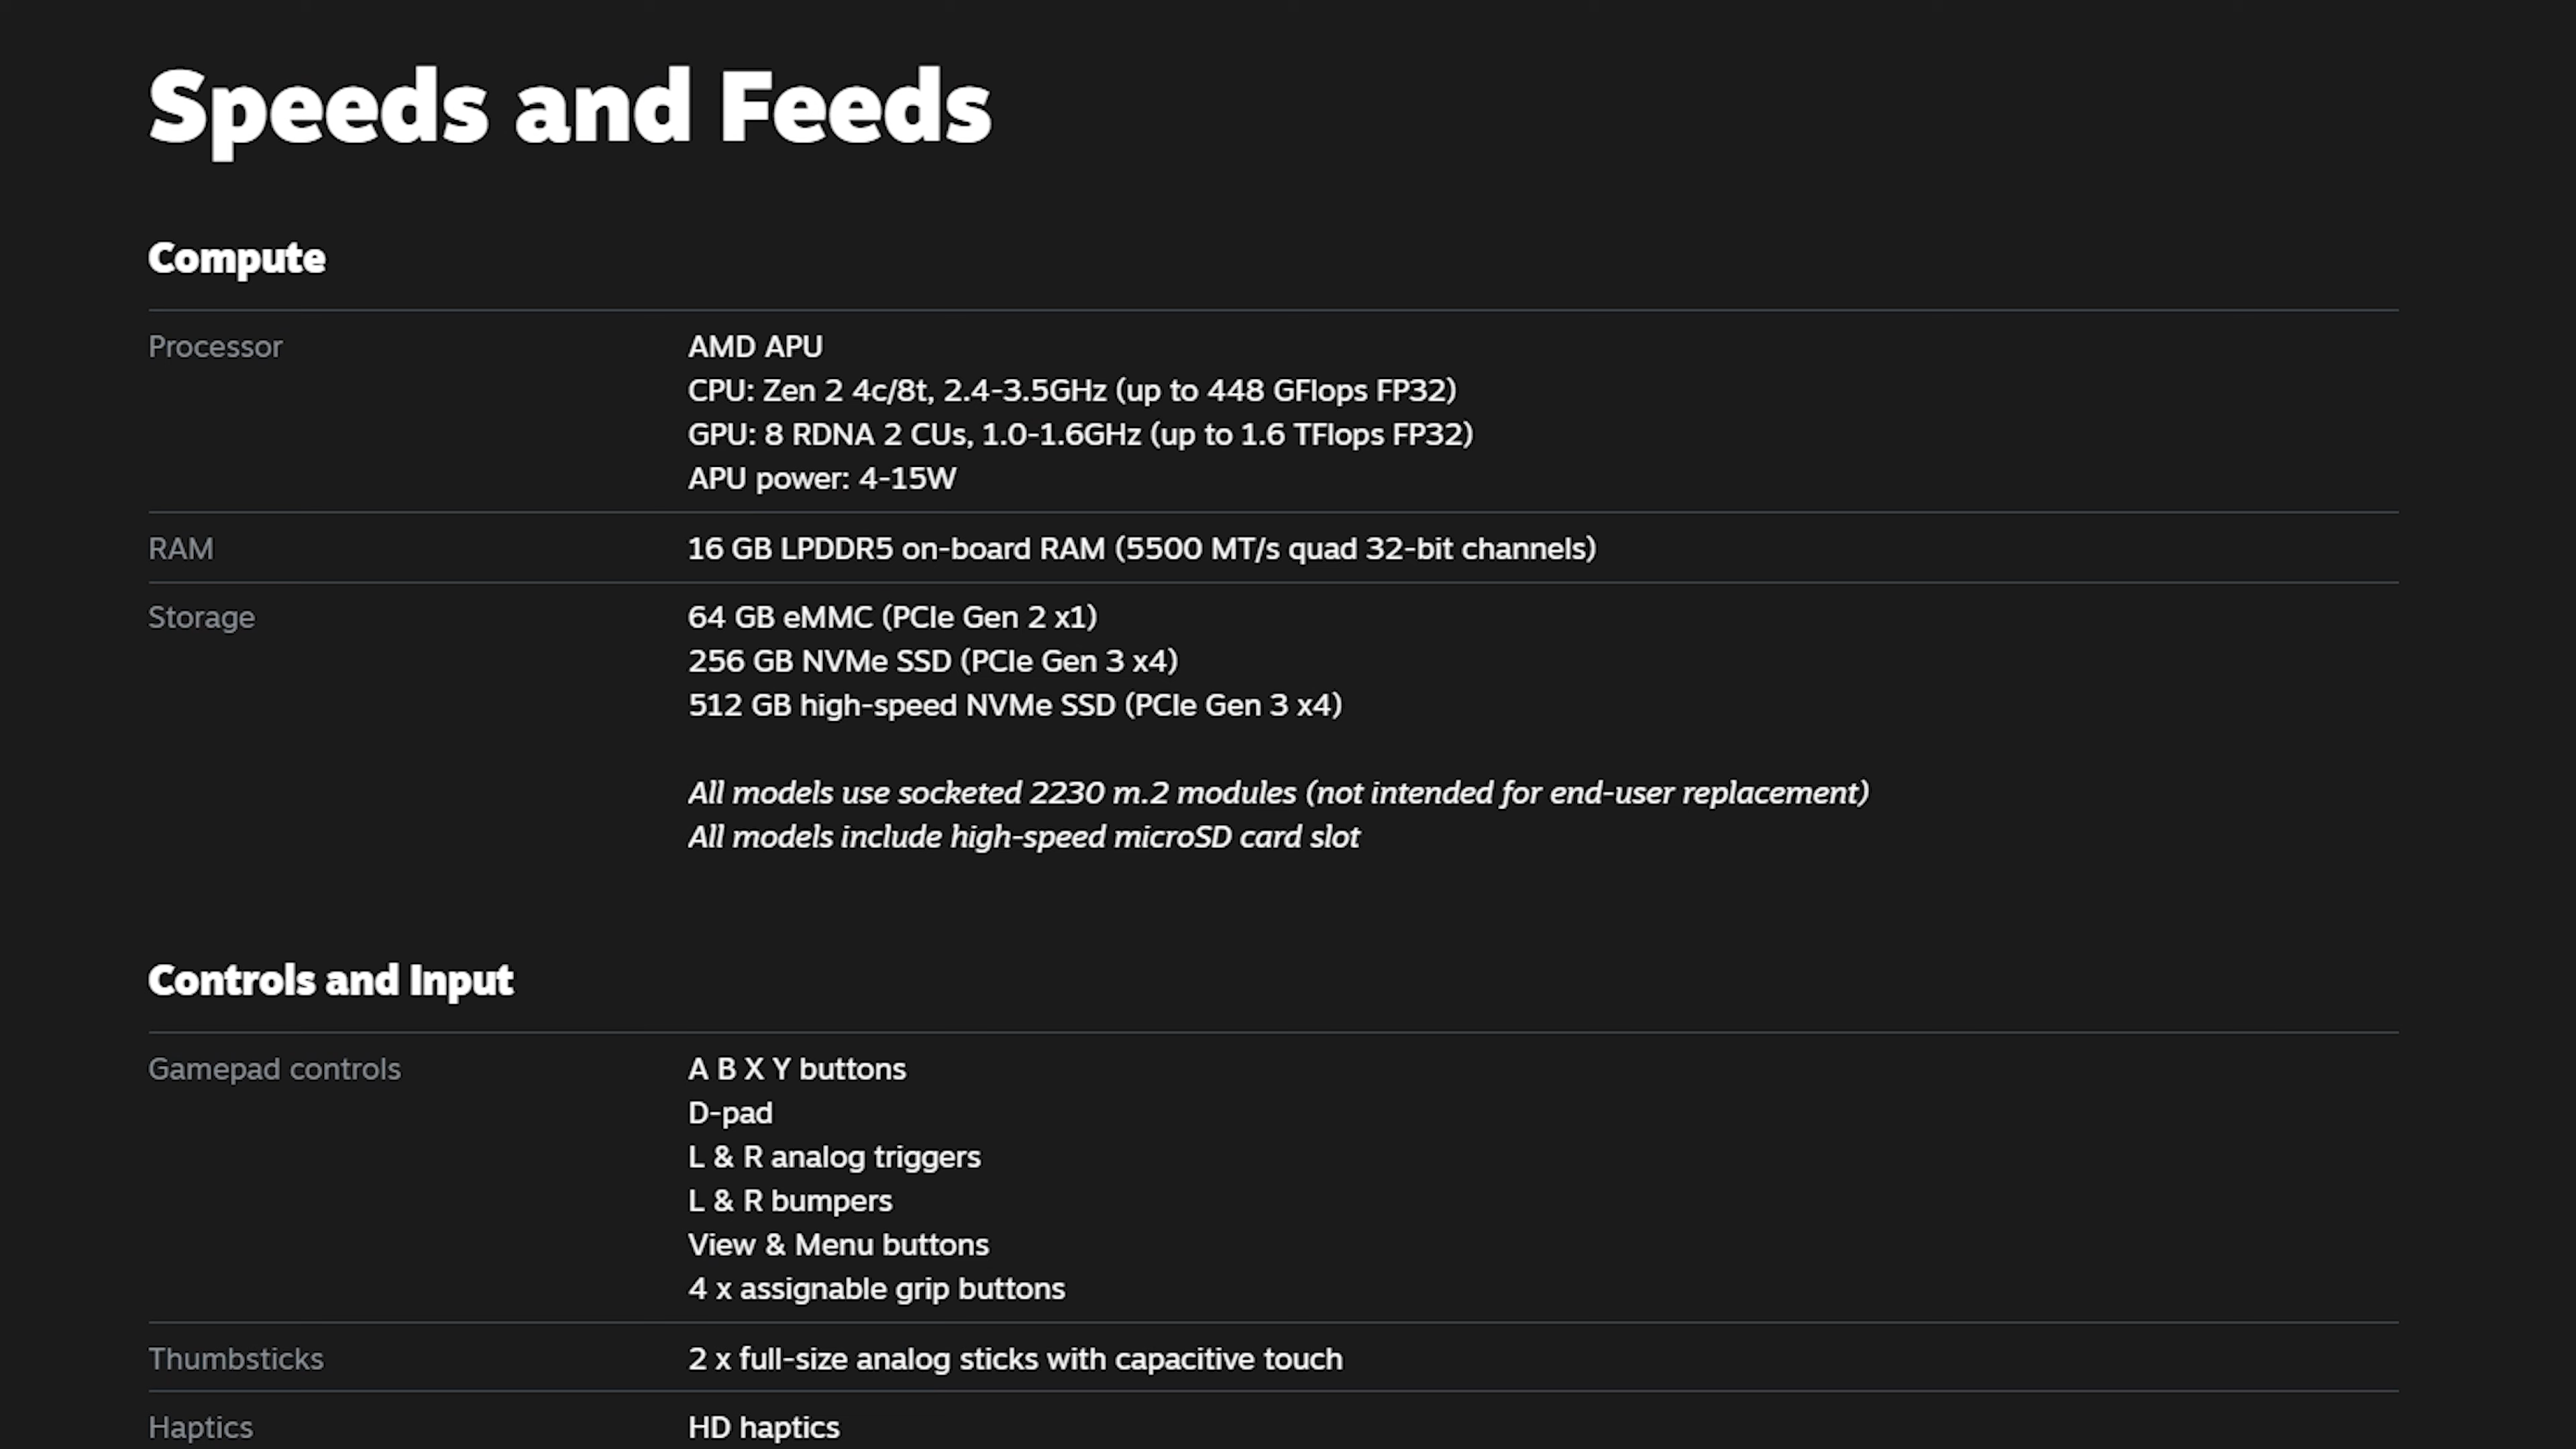 Speeds and Feeds
Compute
Processor
AMD APU
CPU: Zen 2 4c/8t, 2.4-3.5GHz (up to 448 GFlops FP32)
GPU: 8 RDNA 2 CUs, 1.0-1.6GHz (up to 1.6 TFlops FP32)
APU power: 4-15W
RAM
16 GB LPDDR5 on-board RAM (5500 MT/s quad 32-bit channels)
Storage
64 GB eMMC (PCIe Gen 2 x1)
256 GB NVMe SSD (PCIe Gen 3 x4)
512 GB high-speed NVMe SSD (PCIe Gen 3 x4)
All models use socketed 2230 m.2 modules (not intended for end-user replacement)
All models include high-speed microSD card slot
Controls and Input
Gamepad controls
A B X Y buttons
D-pad
L & R analog triggers
L & R bumpers
View & Menu buttons
4 x assignable grip buttons
Thumbsticks
2 x full-size analog sticks with capacitive touch
Haptics
HD haptics